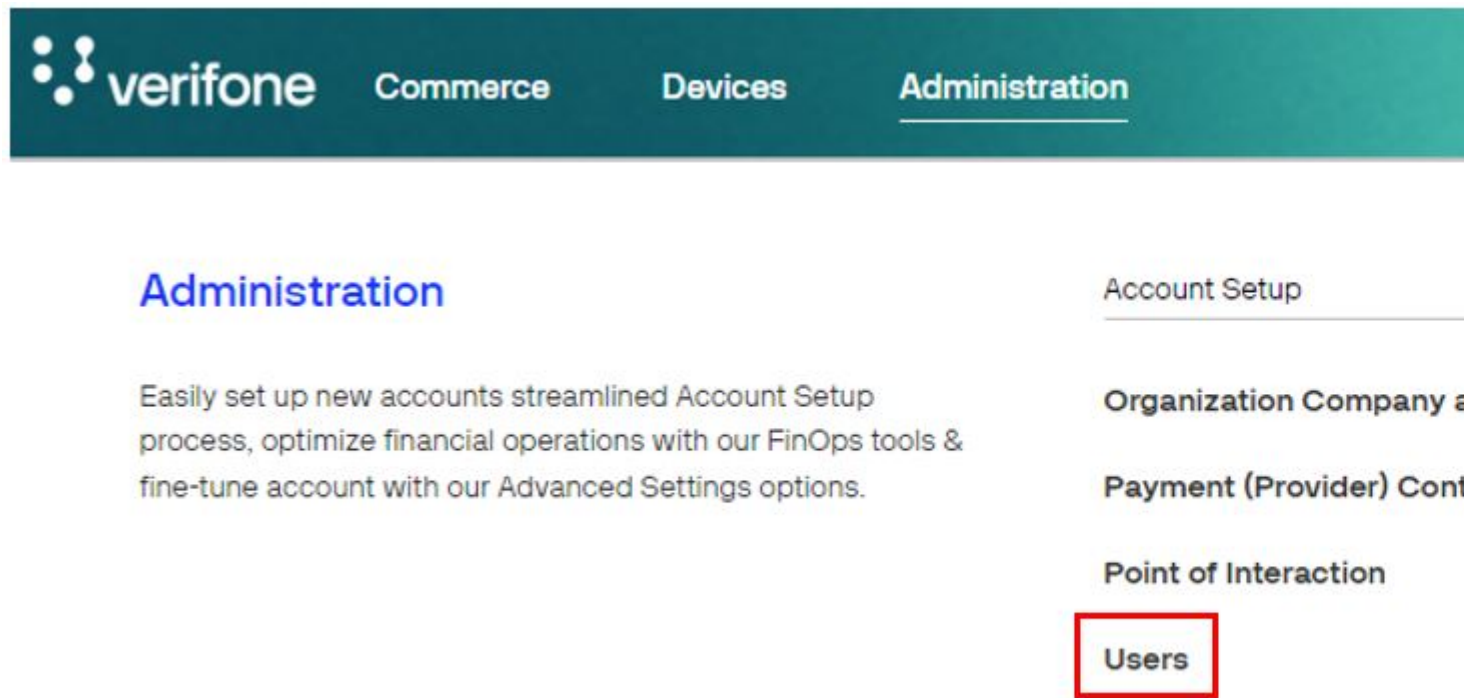 verifone Commerce Devices Administration
Administration
Easily set up new accounts streamlined Account Setup
process, optimize financial operations with our FinOps tools &
fine-tune account with our Advanced Settings options.
Account Setup
Organization Company a
Payment (Provider) Cont
Point of Interaction
Users